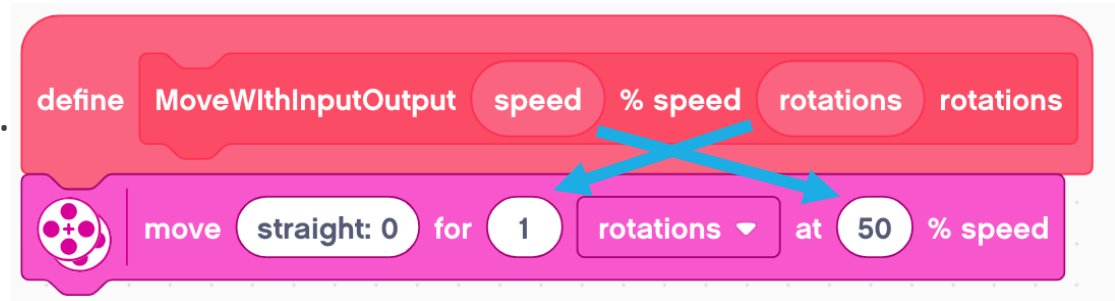 define MoveWIthInputOutput speed % speed rotations rotations
move straight: 0 for 1 rotations at 50 % speed